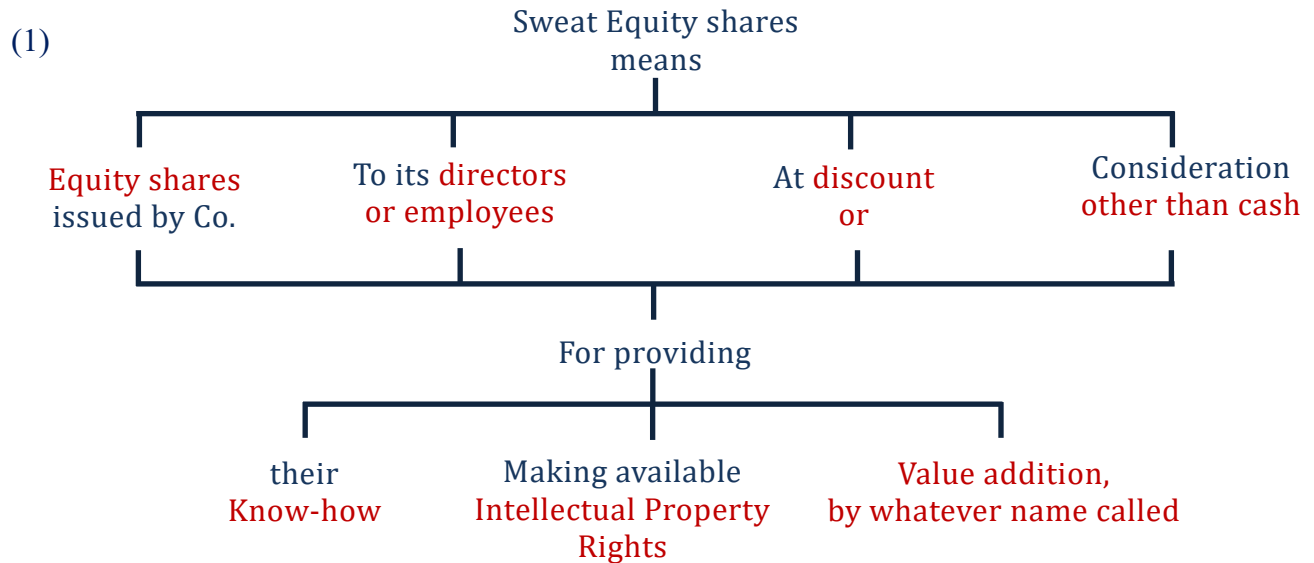 (1)
Sweat Equity shares
means
Equity shares
issued by Co.
To its directors
or employees
At discount
or
Consideration
other than cash
For providing
their
Know-how
Making available
Intellectual Property
Rights
Value addition,
by whatever name called